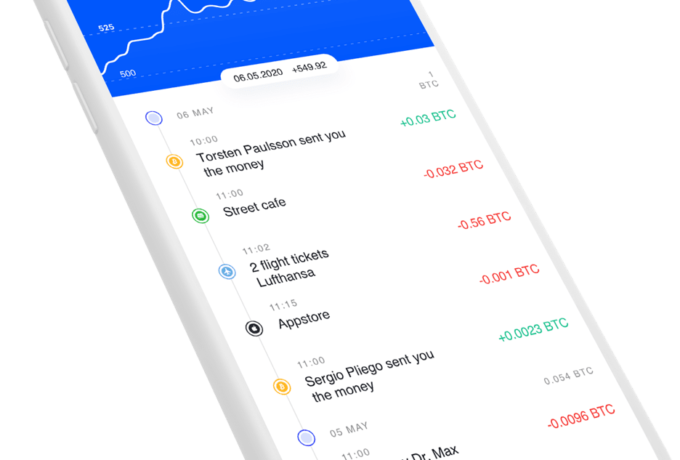 525
500
06.05.2020 +549.92
06 MAY
1
BTC
10:00
Torsten Paulsson sent you
the money
+0.03 BTC
11:00
Street cafe
-0.032 BTC
11:02
2 flight tickets
Lufthansa
-0.56 BTC
11:15
Appstore
-0.001 BTC
11:00
Sergio Pliego sent you
the money
+0.0023 BTC
05 MAY
0.054 BTC
11:00
Dr. Max
-0.0096 BTC